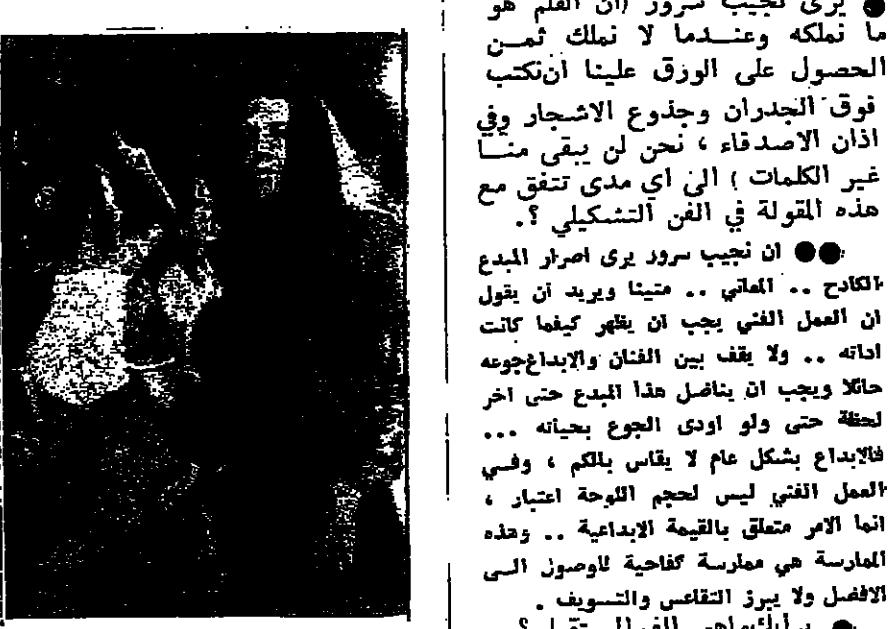 ● يرى نجيب سرور (ان القلم هو
ما نملكه وعنــدما لا نملك ثمــن
الحصول على الورق علينا ان نكتب
فوق الجدران وجذوع الاشجار وفي
اذان الاصدقاء ، نحن لن يبقى منــا
غير الكلمات ) الى اي مدى تتفق مع
هذه المقولة في الفن التشكيلي ؟.
●● ان نجيب سرور يرى اصرار المبدع
الكادح .. المعاني .. متينا ويريد ان يقول
ان العمل الفني يجب ان يظهر كيفما كانت
اداته .. ولا يقف بين الفنان والابداع جوعه
حائلا ويجب ان يناضل هذا المبدع حتى اخر
لحظة حتى ولو اودى الجوع بحياته ...
فالابداع بشكل عام لا يقاس بالكم ، وفــي
العمل الفني ليس لحجم اللوحة اعتبار ،
انما الامر متعلق بالقيمة الابداعية .. وهذه
الممارسة هي ممارسة كفاحية للوصول الــى
الافضل ولا يبرز التقاعس والتسويف .